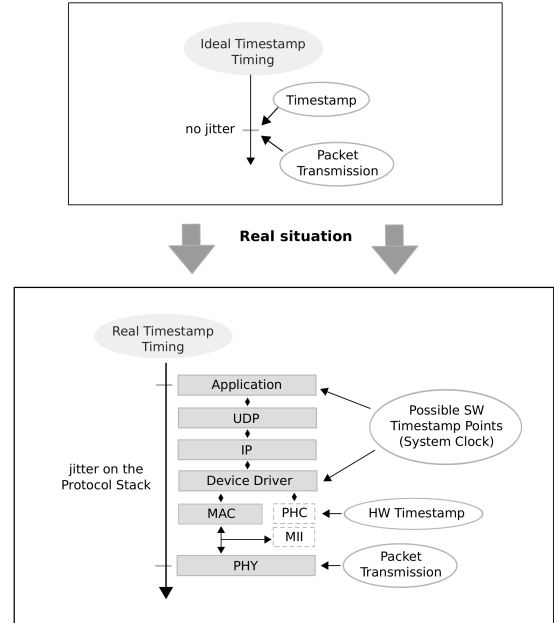 Ideal Timestamp
Timing
Timestamp
no jitter
Packet
Transmission
Real situation
Real Timestamp
Timing
Application
UDP
IP
Device Driver
MAC
PHC
MII
PHY
jitter on the
Protocol Stack
Possible SW
Timestamp Points
(System Clock)
HW Timestamp
Packet
Transmission